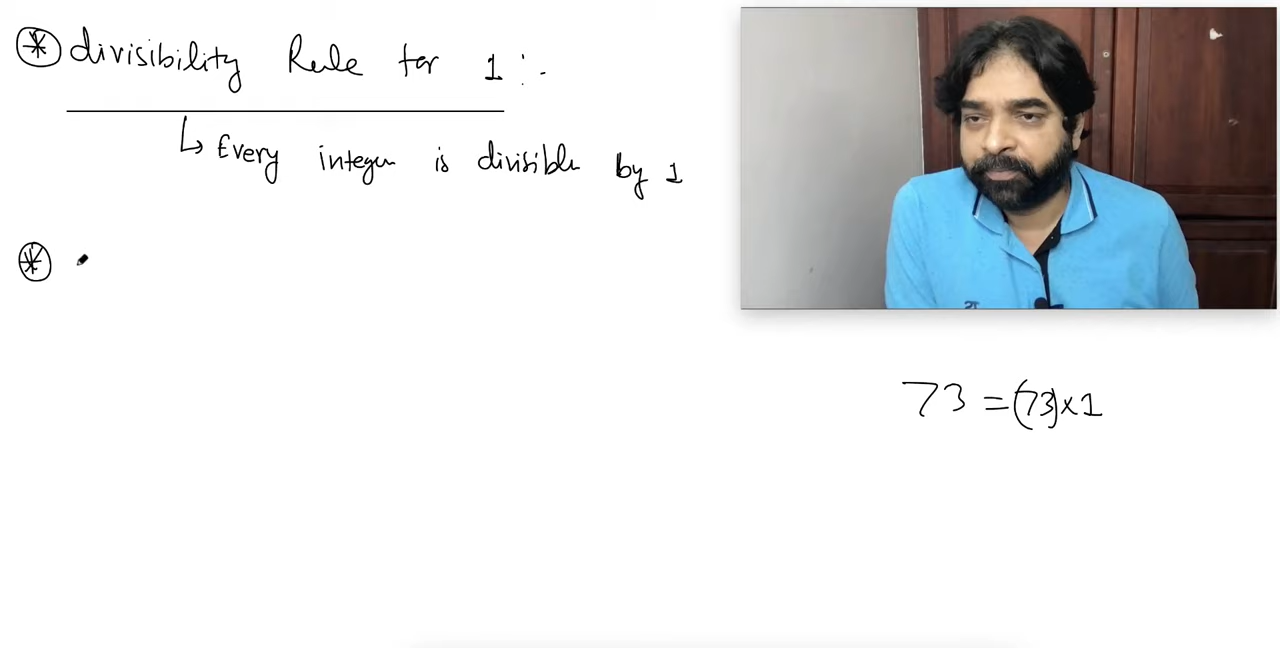 * divisibility Rule for 1 :-
↳ Every integer is divisible by 1
*
73 = (73)×1